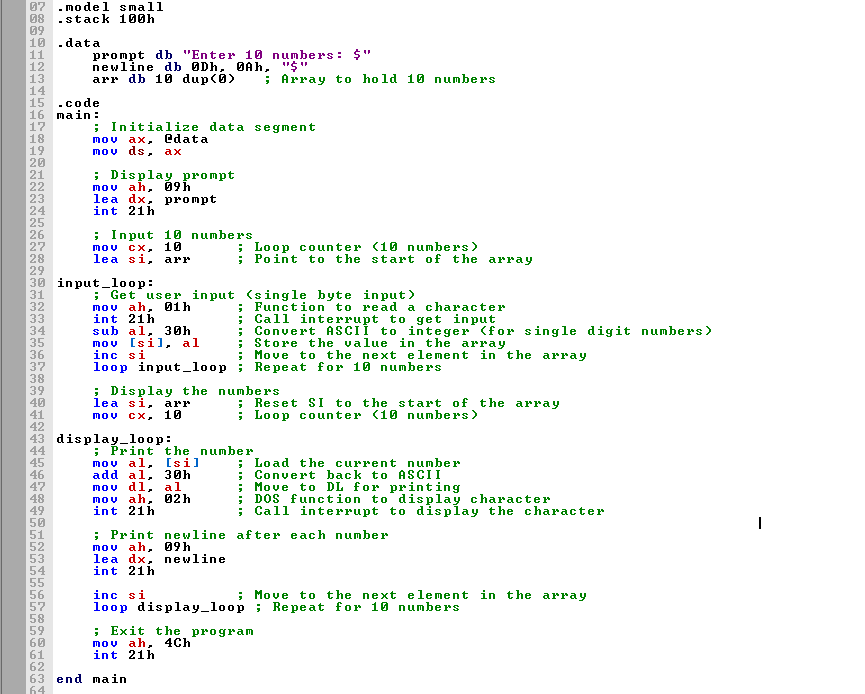 07 .model small
08 .stack 100h
09
10 .data
11     prompt db "Enter 10 numbers: $"
12     newline db 0Dh, 0Ah, "$"
13     arr db 10 dup(0)   ; Array to hold 10 numbers
14
15 .code
16 main:
17     ; Initialize data segment
18     mov ax, @data
19     mov ds, ax
20
21     ; Display prompt
22     mov ah, 09h
23     lea dx, prompt
24     int 21h
25
26     ; Input 10 numbers
27     mov cx, 10      ; Loop counter (10 numbers)
28     lea si, arr     ; Point to the start of the array
29
30 input_loop:
31     ; Get user input (single byte input)
32     mov ah, 01h     ; Function to read a character
33     int 21h         ; Call interrupt to get input
34     sub al, 30h     ; Convert ASCII to integer (for single digit numbers)
35     mov [si], al    ; Store the value in the array
36     inc si          ; Move to the next element in the array
37     loop input_loop ; Repeat for 10 numbers
38
39     ; Display the numbers
40     lea si, arr     ; Reset SI to the start of the array
41     mov cx, 10      ; Loop counter (10 numbers)
42
43 display_loop:
44     ; Print the number
45     mov al, [si]    ; Load the current number
46     add al, 30h     ; Convert back to ASCII
47     mov dl, al      ; Move to DL for printing
48     mov ah, 02h     ; DOS function to display character
49     int 21h         ; Call interrupt to display the character
50
51     ; Print newline after each number
52     mov ah, 09h
53     lea dx, newline
54     int 21h
55
56     inc si          ; Move to the next element in the array
57     loop display_loop ; Repeat for 10 numbers
58
59     ; Exit the program
60     mov ah, 4Ch
61     int 21h
62
63 end main
64